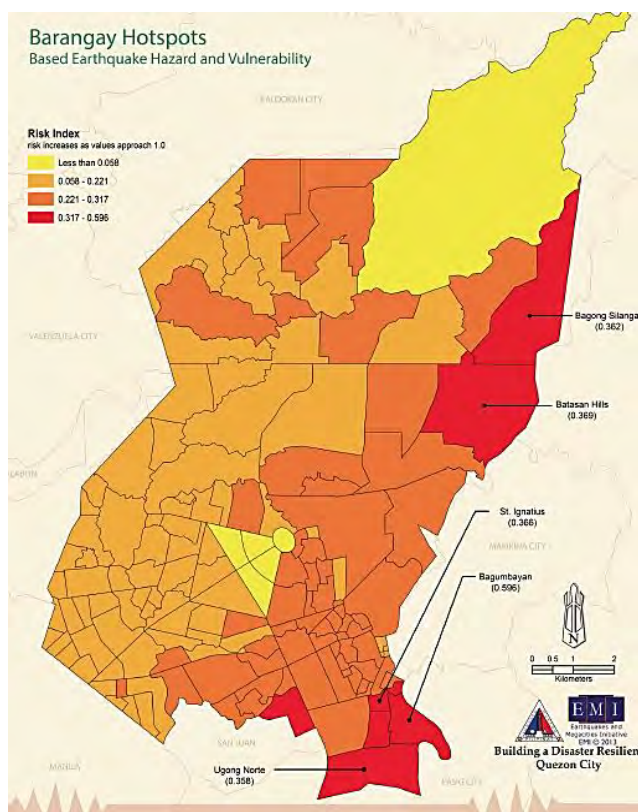 Barangay Hotspots
Based Earthquake Hazard and Vulnerability
CALOOCAN CITY
Risk Index
risk increases as values approach 1.0
Less than 0.058
0.058 - 0.221
0.221 - 0.317
0.317 - 0.596
VALENZUELA CITY
Bagong Silanga
(0.362)
Batasan Hills
(0.369)
St. Ignatius
(0.366)
MARIKINA CITY
Bagumbayan
(0.596)
N
0 0.5 1 2
Kilometers
EMI
Earthquakes and
Megacities Initiative
EMI © 2013
Building a Disaster Resilien
Quezon City
SAN JUAN
MANILA
Ugong Norte
(0.358)
PASIG CITY